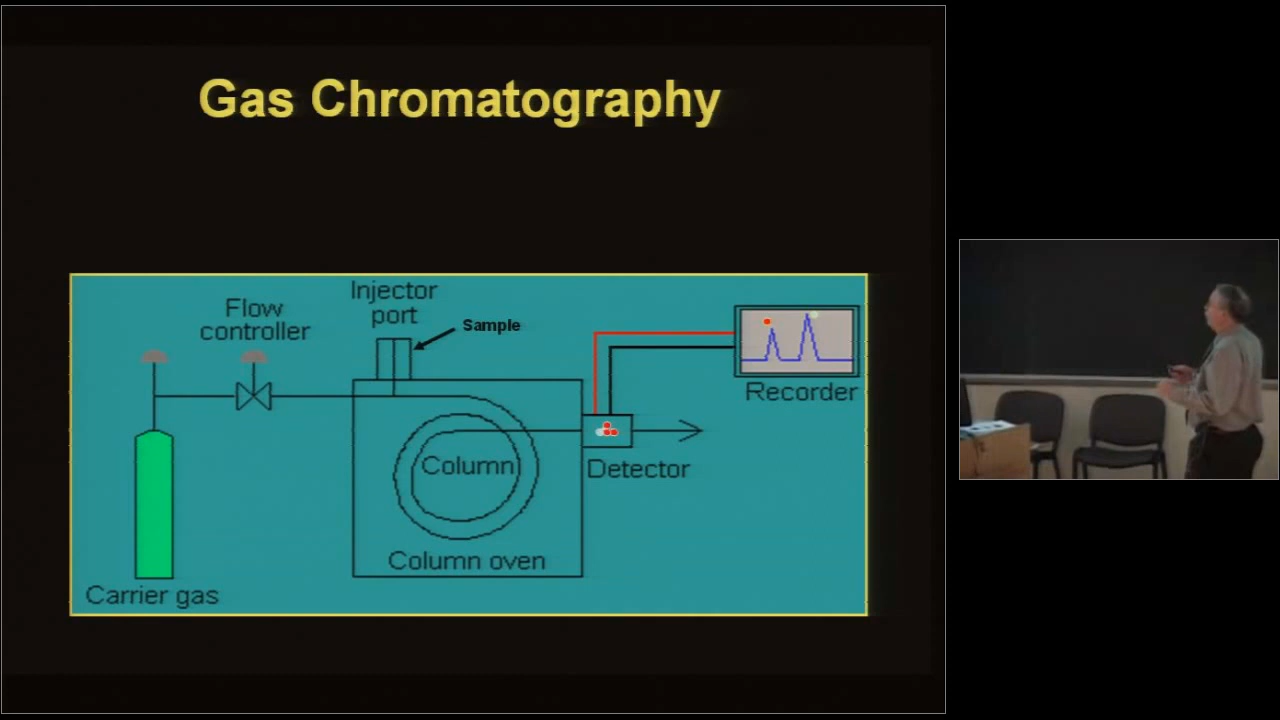 Gas Chromatography
Injector
port
Flow
controller
Sample
Recorder
Column
Detector
Column oven
Carrier gas